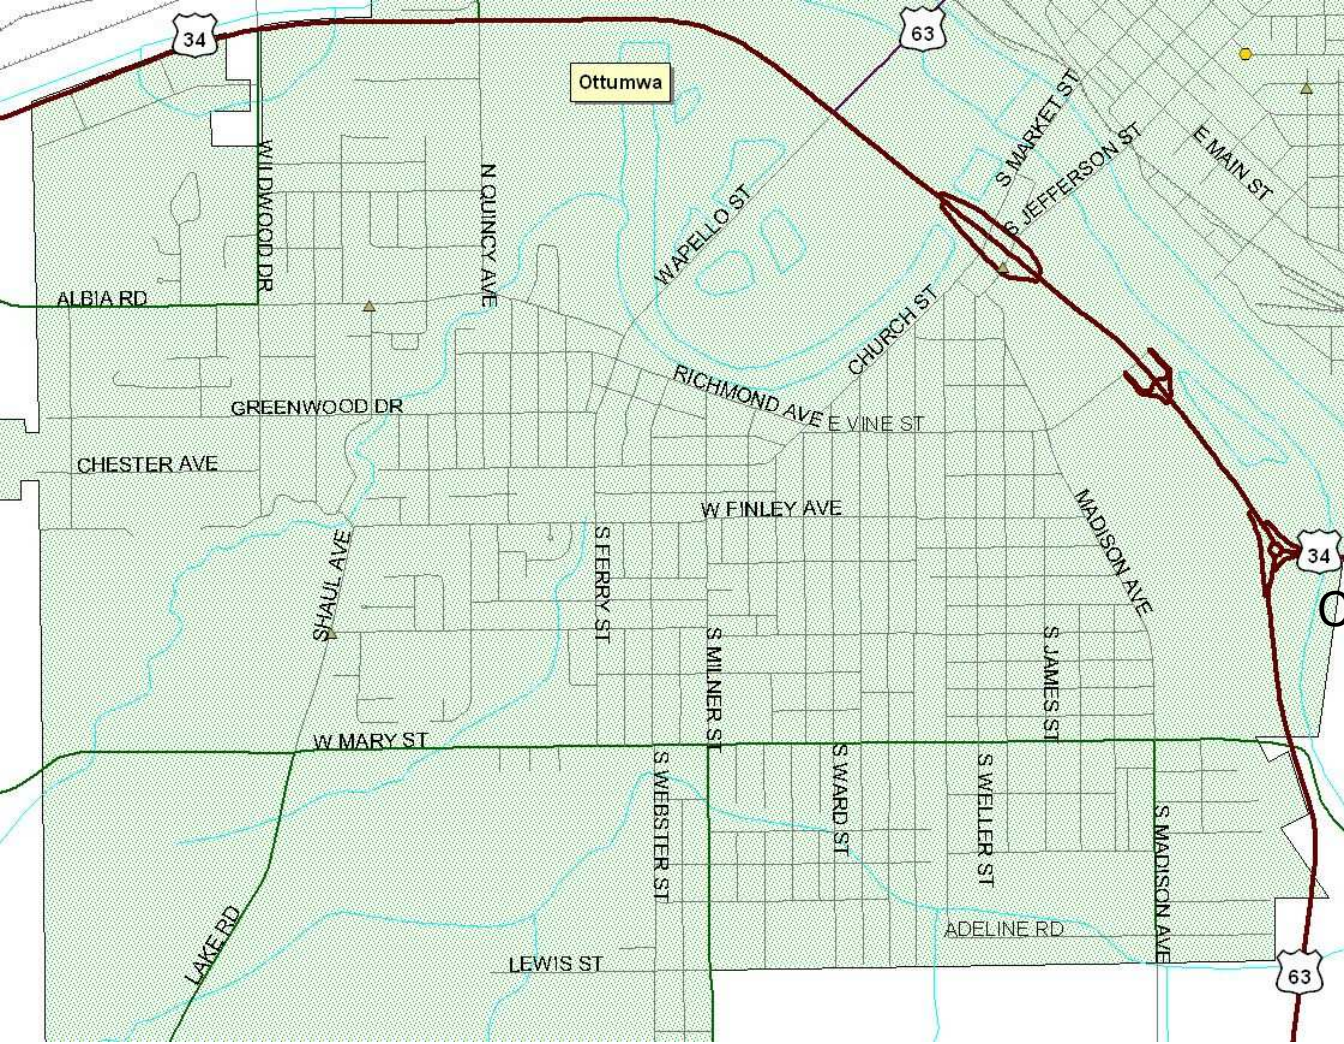 34
63
Ottumwa
S MARKET ST
S JEFFERSON ST
E MAIN ST
WILDWOOD DR
N QUINCY AVE
WAPELLO ST
ALBIA RD
CHURCH ST
RICHMOND AVE
E VINE ST
GREENWOOD DR
CHESTER AVE
W FINLEY AVE
MADISON AVE
34
O
SHAUL AVE
S FERRY ST
S MILNER ST
S JAMES ST
W MARY ST
S WEBSTER ST
S WARD ST
S WELLER ST
S MADISON AVE
LAKE RD
ADELINE RD
LEWIS ST
63